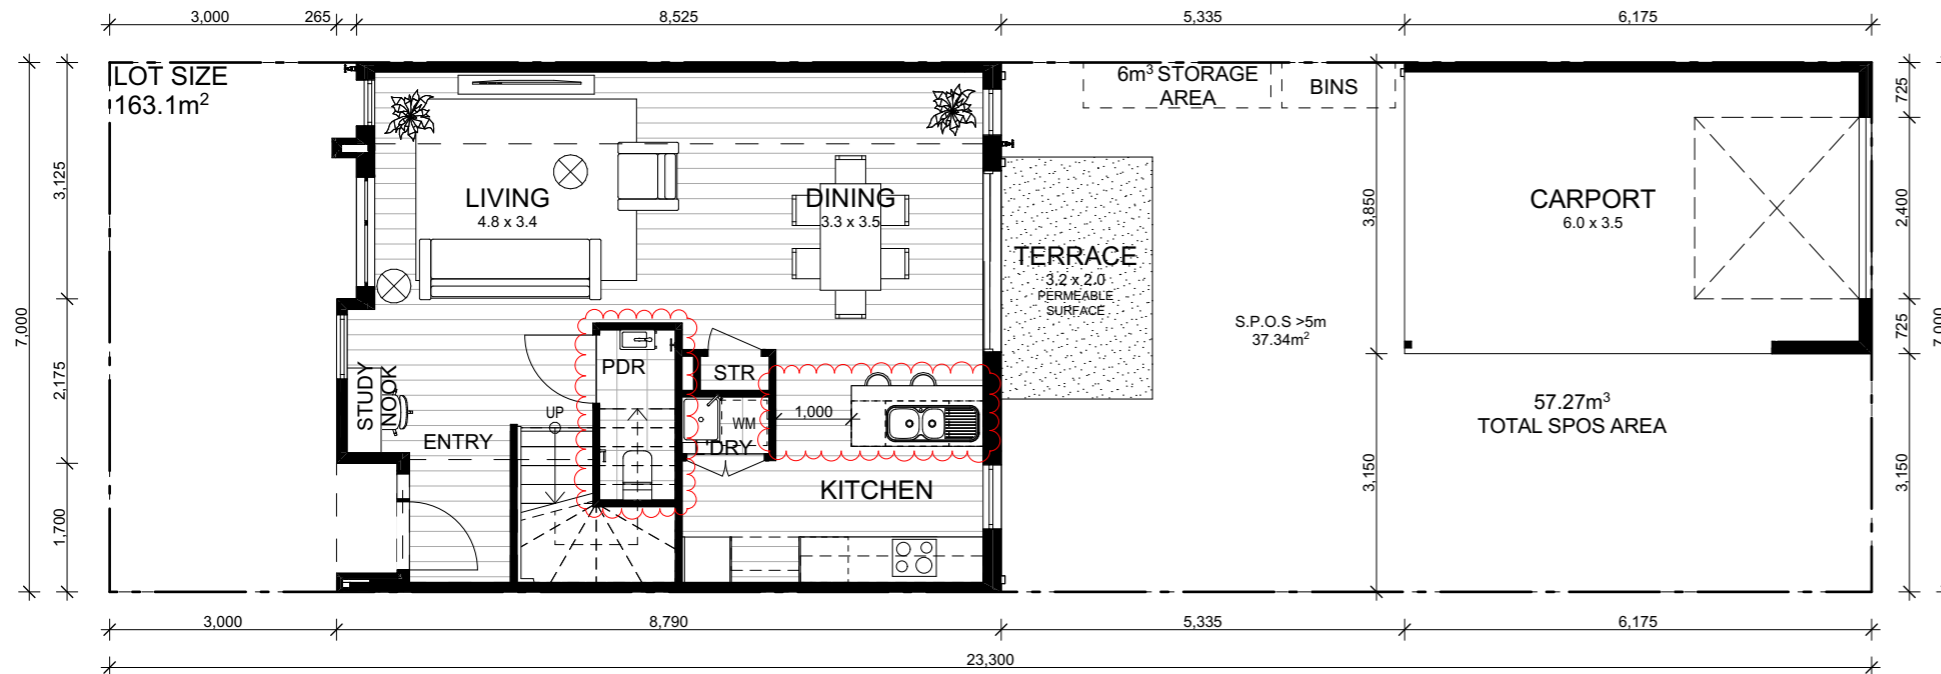 3,000
265
8,525
5,335
6,175
LOT SIZE
163.1m²
6m³ STORAGE
AREA
BINS
725
3,125
LIVING
4.8 x 3.4
DINING
3.3 x 3.5
3,850
CARPORT
6.0 x 3.5
2,400
TERRACE
3.2 x 2.0
PERMEABLE
SURFACE
7,000
S.P.O.S >5m
37.34m²
725
7,000
2,175
STUDY
NOOK
PDR
STR
UP
1,000
WM
LDRY
ENTRY
57.27m³
TOTAL SPOS AREA
KITCHEN
3,150
3,150
1,700
3,000
8,790
5,335
6,175
23,300